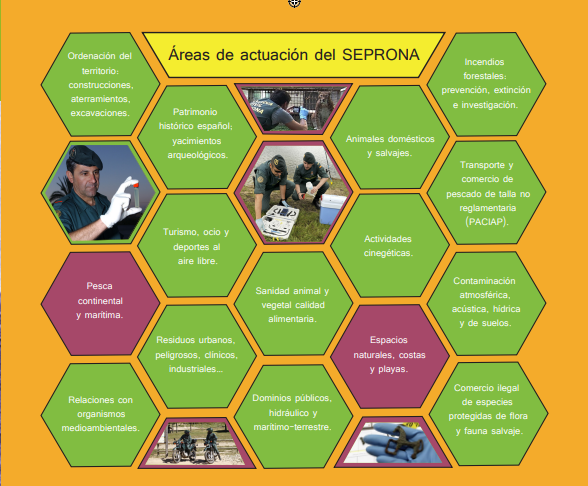 Áreas de actuación del SEPRONA
Ordenación del
territorio:
construcciones,
aterramientos,
excavaciones.
Patrimonio
histórico español;
yacimientos
arqueológicos.
Animales domésticos
y salvajes.
Incendios
forestales:
prevención, extinción
e investigación.
Transporte y
comercio de
pescado de talla no
reglamentaria
(PACIAP).
Turismo, ocio y
deportes al
aire libre.
Actividades
cinegéticas.
Pesca
continental
y marítima.
Sanidad animal y
vegetal calidad
alimentaria.
Contaminación
atmosférica,
acústica, hídrica
y de suelos.
Residuos urbanos,
peligrosos, clínicos,
industriales...
Espacios
naturales, costas
y playas.
Relaciones con
organismos
medioambientales.
Dominios públicos,
hidráulico y
marítimo-terrestre.
Comercio ilegal
de especies
protegidas de flora
y fauna salvaje.